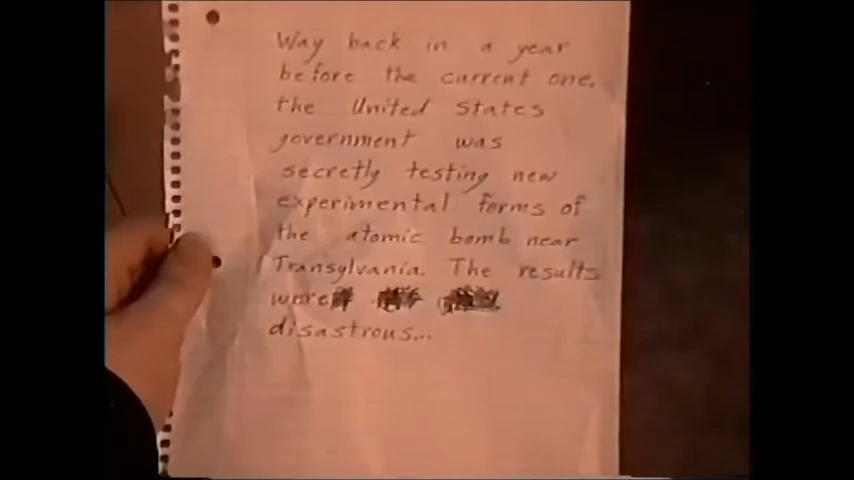 Way back in a year
before the current one,
the United States
government was
secretly testing new
experimental forms of
the atomic bomb near
Transylvania. The results
were
disastrous...